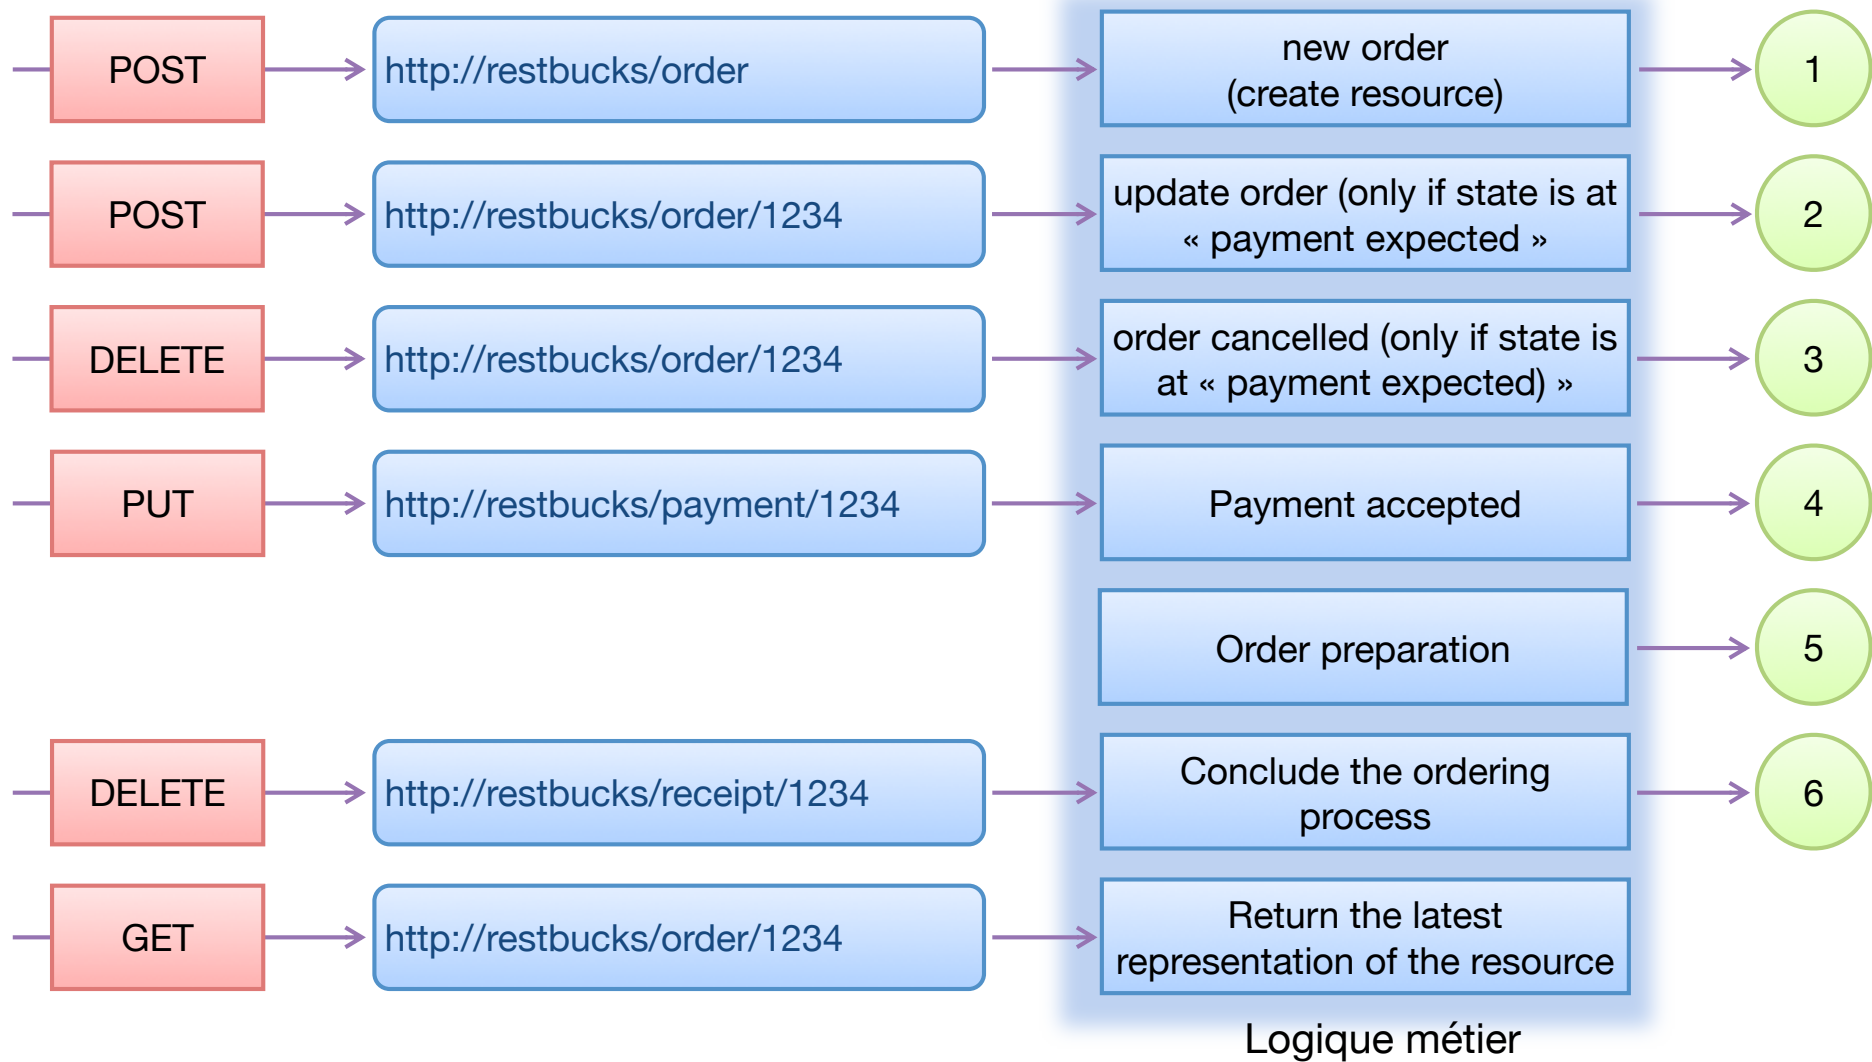 POST
http://restbucks/order
new order
(create resource)
1
POST
http://restbucks/order/1234
update order (only if state is at
« payment expected »
2
DELETE
http://restbucks/order/1234
order cancelled (only if state is
at « payment expected) »
3
PUT
http://restbucks/payment/1234
Payment accepted
4
Order preparation
5
DELETE
http://restbucks/receipt/1234
Conclude the ordering
process
6
GET
http://restbucks/order/1234
Return the latest
representation of the resource
Logique métier